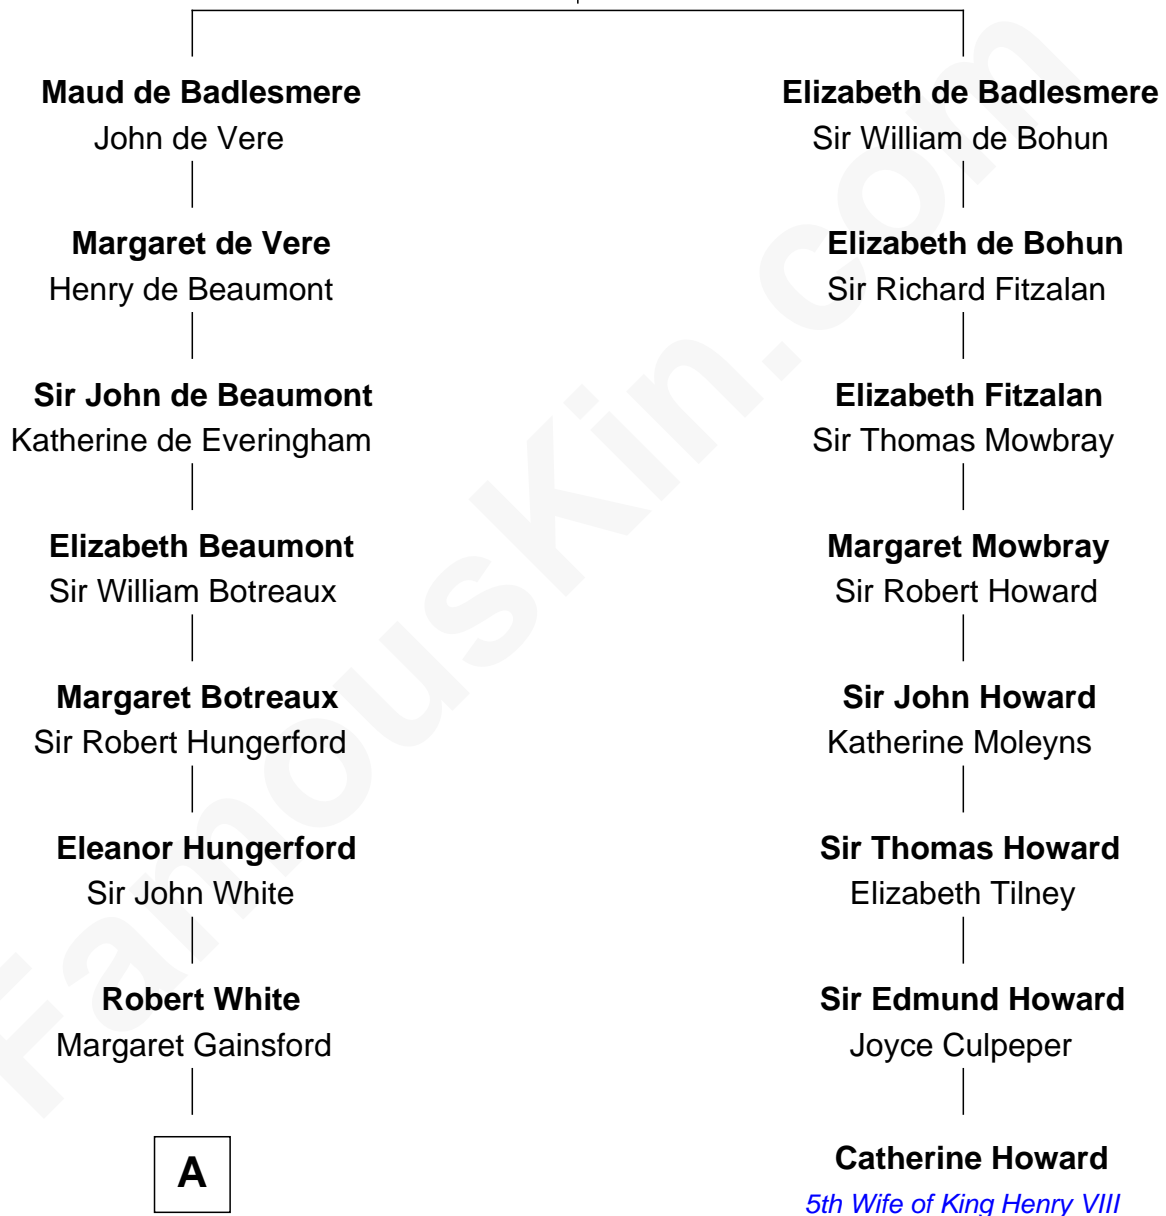 Maud de Badlesmere
John de Vere
Margaret de Vere
Henry de Beaumont
Sir John de Beaumont
Katherine de Everingham
Elizabeth Beaumont
Sir William Botreaux
Margaret Botreaux
Sir Robert Hungerford
Eleanor Hungerford
Sir John White
Robert White
Margaret Gainsford
A
Elizabeth de Badlesmere
Sir William de Bohun
Elizabeth de Bohun
Sir Richard Fitzalan
Elizabeth Fitzalan
Sir Thomas Mowbray
Margaret Mowbray
Sir Robert Howard
Sir John Howard
Katherine Moleyns
Sir Thomas Howard
Elizabeth Tilney
Sir Edmund Howard
Joyce Culpeper
Catherine Howard
5th Wife of King Henry VIII
FamousKin.com